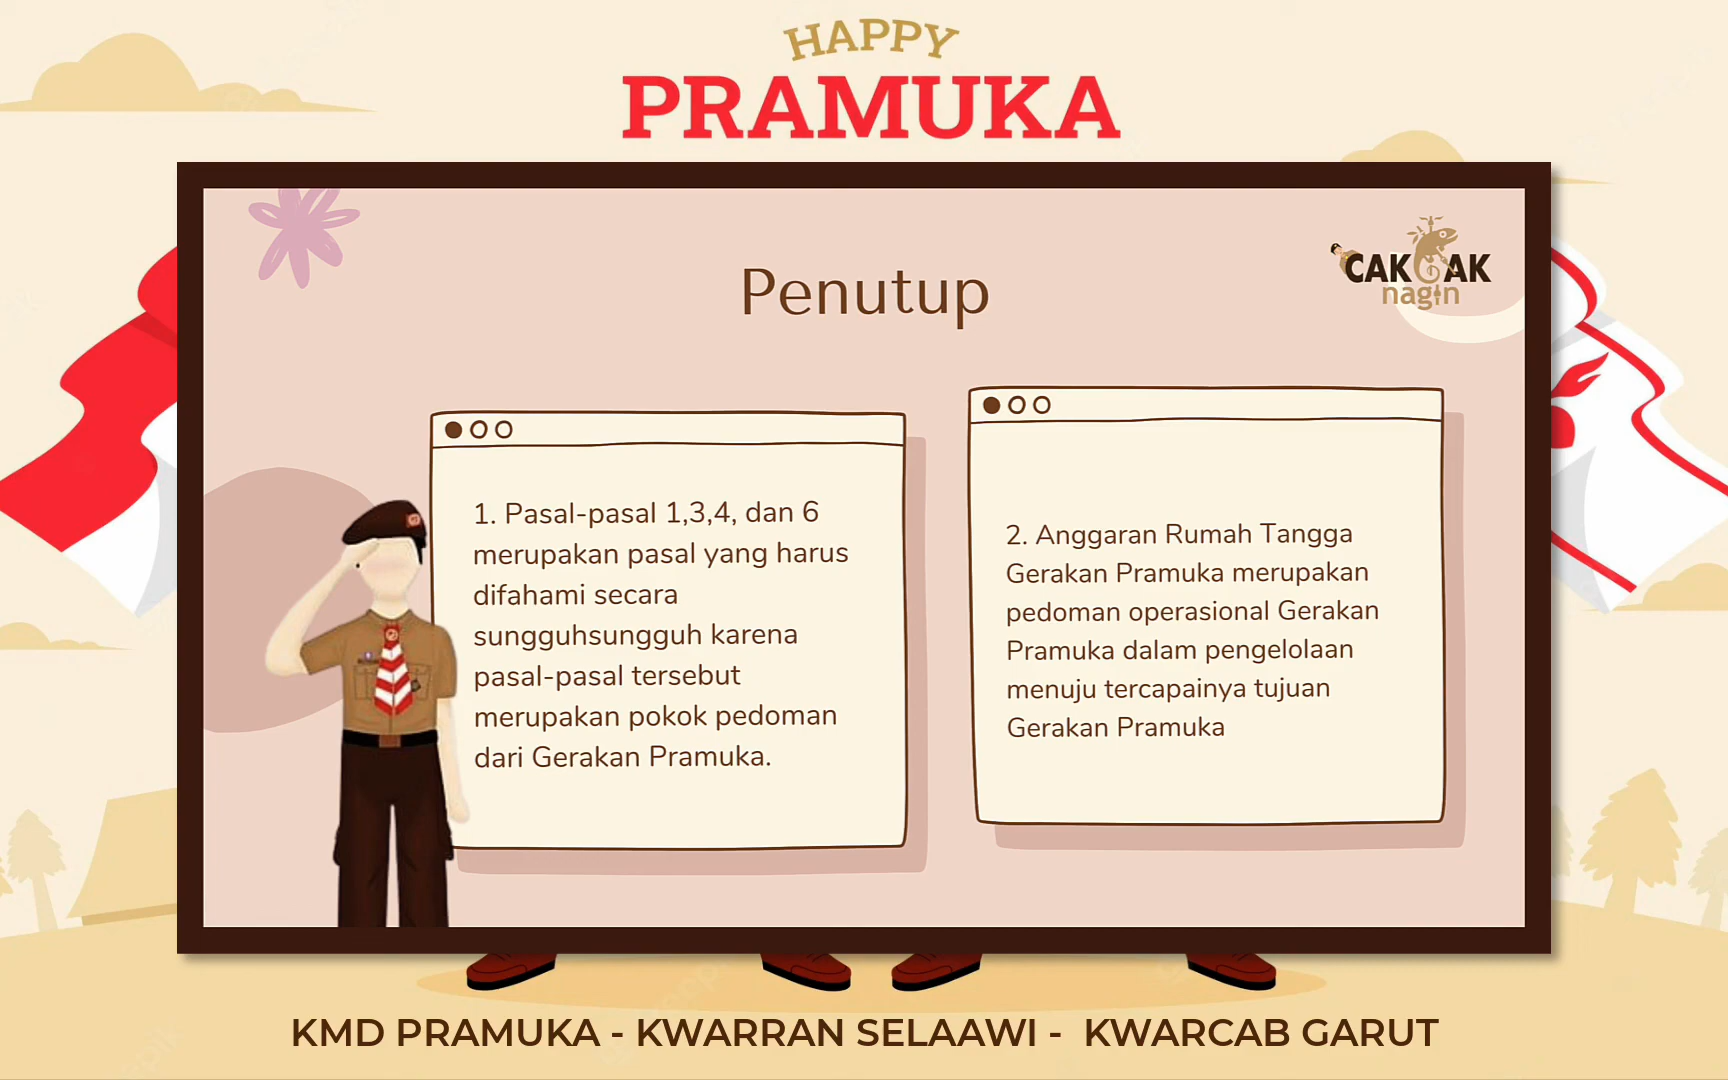 HAPPY
PRAMUKA
CAKCAK
nagin
Penutup
1. Pasal-pasal 1,3,4, dan 6
merupakan pasal yang harus
difahami secara
sungguhsungguh karena
pasal-pasal tersebut
merupakan pokok pedoman
dari Gerakan Pramuka.
2. Anggaran Rumah Tangga
Gerakan Pramuka merupakan
pedoman operasional Gerakan
Pramuka dalam pengelolaan
menuju tercapainya tujuan
Gerakan Pramuka
KMD PRAMUKA - KWARRAN SELAAWI - KWARCAB GARUT